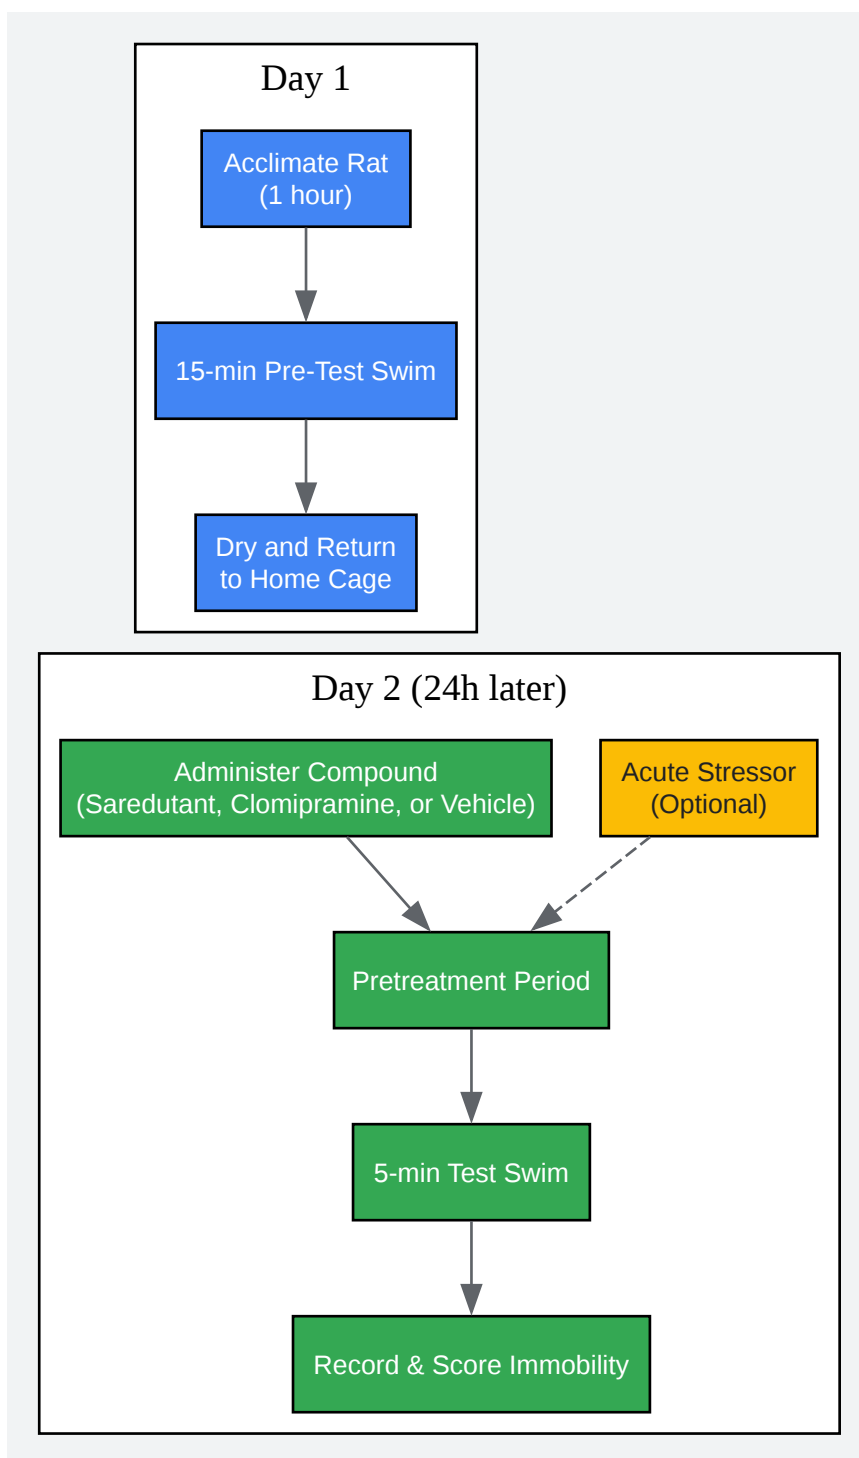 Day 1
Acclimate Rat
(1 hour)
15-min Pre-Test Swim
Dry and Return
to Home Cage
Day 2 (24h later)
Administer Compound
(Saredutant, Clomipramine, or Vehicle)
Acute Stressor
(Optional)
Pretreatment Period
5-min Test Swim
Record & Score Immobility